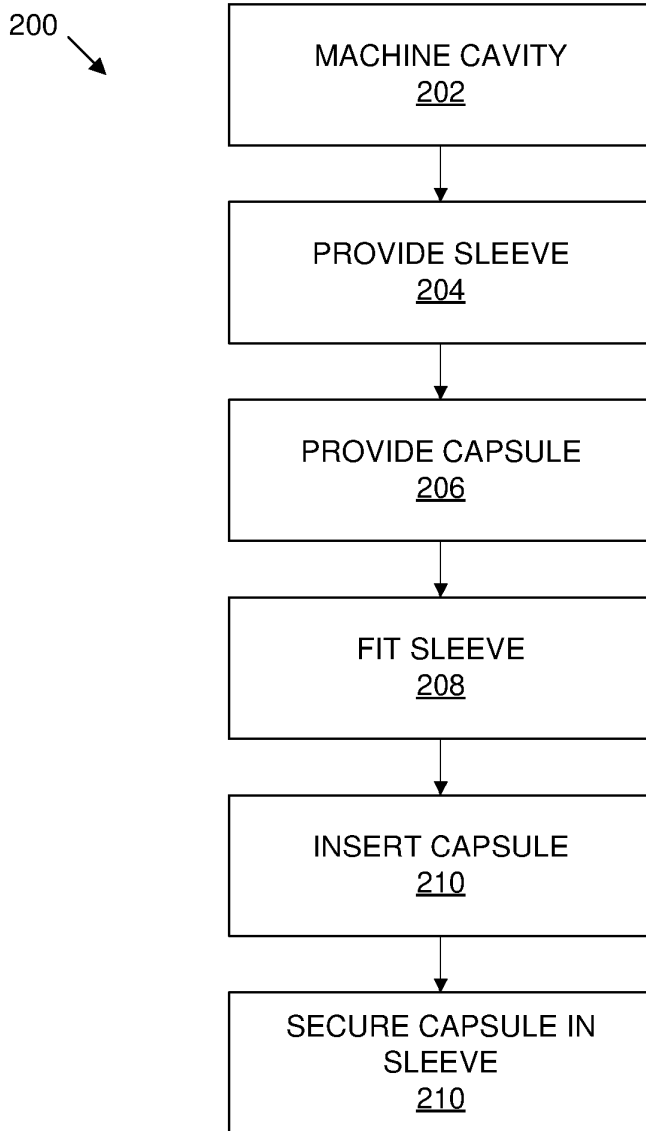 200
MACHINE CAVITY
202
PROVIDE SLEEVE
204
PROVIDE CAPSULE
206
FIT SLEEVE
208
INSERT CAPSULE
210
SECURE CAPSULE IN
SLEEVE
210